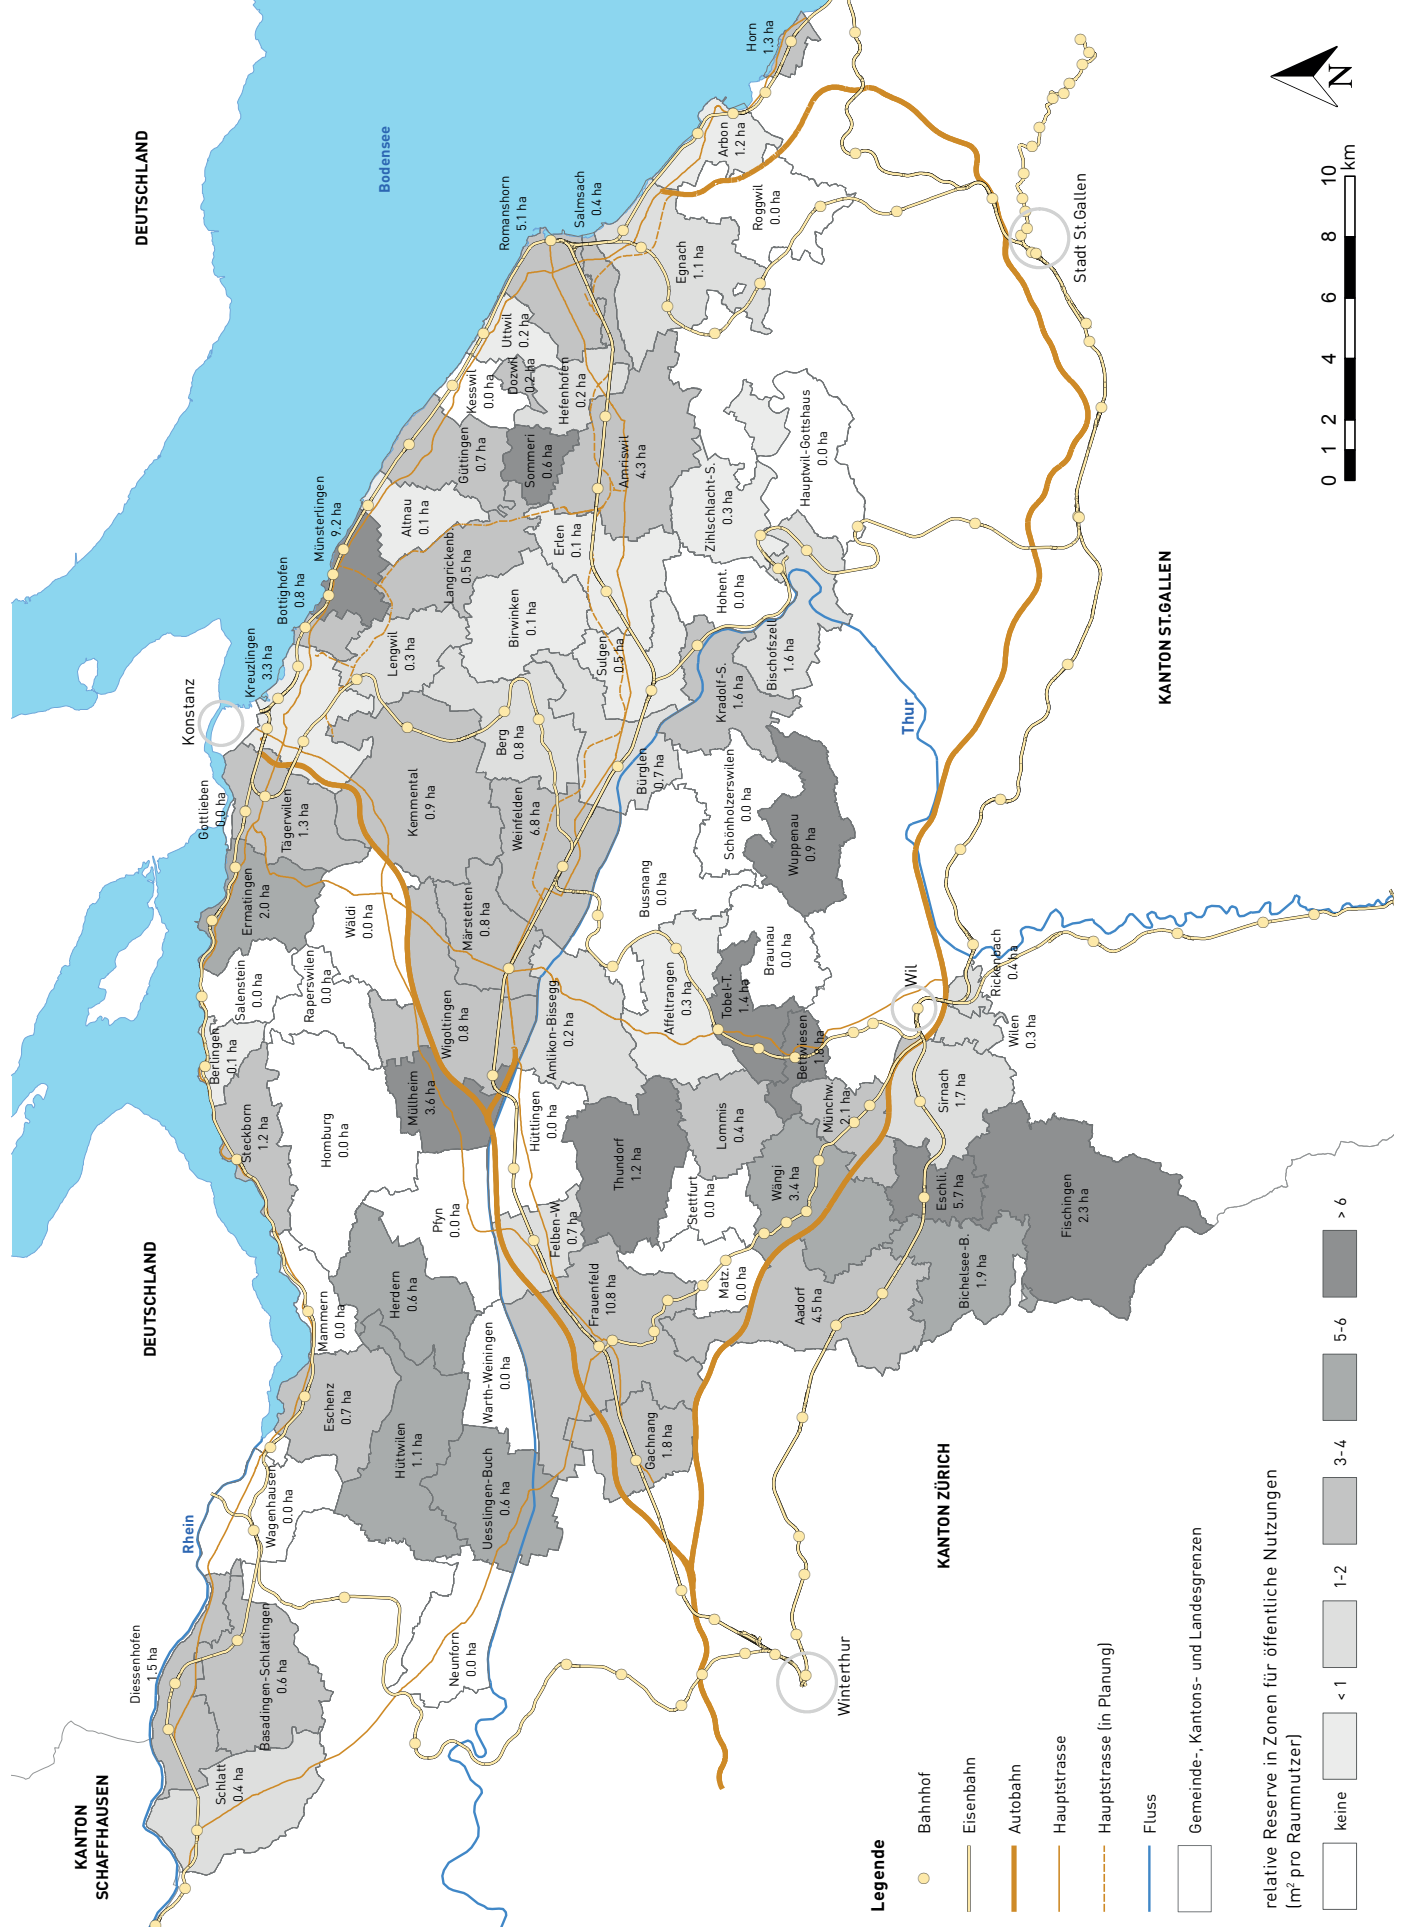 KANTON
SCHAFFHAUSEN
DEUTSCHLAND
DEUTSCHLAND
Bodensee
Rhein
Thur
Konstanz
Diessenhofen
1.5 ha
Schlatt
0.4 ha
Basadingen-Schlattingen
0.6 ha
Wagenhausen
0.0 ha
Neunforn
0.0 ha
Eschenz
0.7 ha
Mammern
0.0 ha
Hüttwilen
1.1 ha
Herdern
0.6 ha
Uesslingen-Buch
0.6 ha
Warth-Weiningen
0.0 ha
Steckborn
1.2 ha
Berlingen
0.1 ha
Homburg
0.0 ha
Pfyn
0.0 ha
Müllheim
3.6 ha
Salenstein
0.0 ha
Raperswilen
0.0 ha
Ermatingen
2.0 ha
Wäldi
0.0 ha
Gottlieben
0.0 ha
Tägerwilen
1.3 ha
Kreuzlingen
3.3 ha
Bottighofen
0.8 ha
Münsterlingen
9.2 ha
Lengwil
0.3 ha
Kemmental
0.9 ha
Altnau
0.1 ha
Langrickenb.
0.5 ha
Güttingen
0.7 ha
Kesswil
0.0 ha
Dozwil
0.2 ha
Uttwil
0.2 ha
Sommeri
0.6 ha
Hefenhofen
0.2 ha
Romanshorn
5.1 ha
Salmsach
0.4 ha
Egnach
1.1 ha
Arbon
1.2 ha
Roggwil
0.0 ha
Horn
1.3 ha
Amriswil
4.3 ha
Erlen
0.1 ha
Birwinken
0.1 ha
Berg
0.8 ha
Sulgen
0.5 ha
Bürglen
0.7 ha
Weinfelden
6.8 ha
Märstetten
0.8 ha
Wigoltingen
0.8 ha
Amlikon-Bissegg
0.2 ha
Hüttlingen
0.0 ha
Felben-W.
0.7 ha
Frauenfeld
10.8 ha
Gachnang
1.8 ha
Thundorf
1.2 ha
Stettfurt
0.0 ha
Matz.
0.0 ha
Lommis
0.4 ha
Wängi
3.4 ha
Aadorf
4.5 ha
Affeltrangen
0.3 ha
Tobel-T.
1.4 ha
Braunau
0.0 ha
Bettwiesen
1.8 ha
Münchw.
2.1 ha
Bussnang
0.0 ha
Schönholzerswilen
0.0 ha
Wuppenau
0.9 ha
Kradolf-S.
1.6 ha
Bischofszell
1.6 ha
Hohent.
0.0 ha
Zihlschlacht-S.
0.3 ha
Hauptwil-Gottshaus
0.0 ha
Sirnach
1.7 ha
Eschli.
5.7 ha
Bichelsee-B.
1.9 ha
Fischingen
2.3 ha
Wilen
0.3 ha
Rickenbach
0.4 ha
Wil
Winterthur
Stadt St.Gallen
KANTON ZÜRICH
KANTON ST.GALLEN
Legende
Bahnhof
Eisenbahn
Autobahn
Hauptstrasse
Hauptstrasse (in Planung)
Fluss
Gemeinde-, Kantons- und Landesgrenzen
relative Reserve in Zonen für öffentliche Nutzungen
(m² pro Raumnutzer)
keine
< 1
1-2
3-4
5-6
> 6
0 1 2 4 6 8 10 km
N